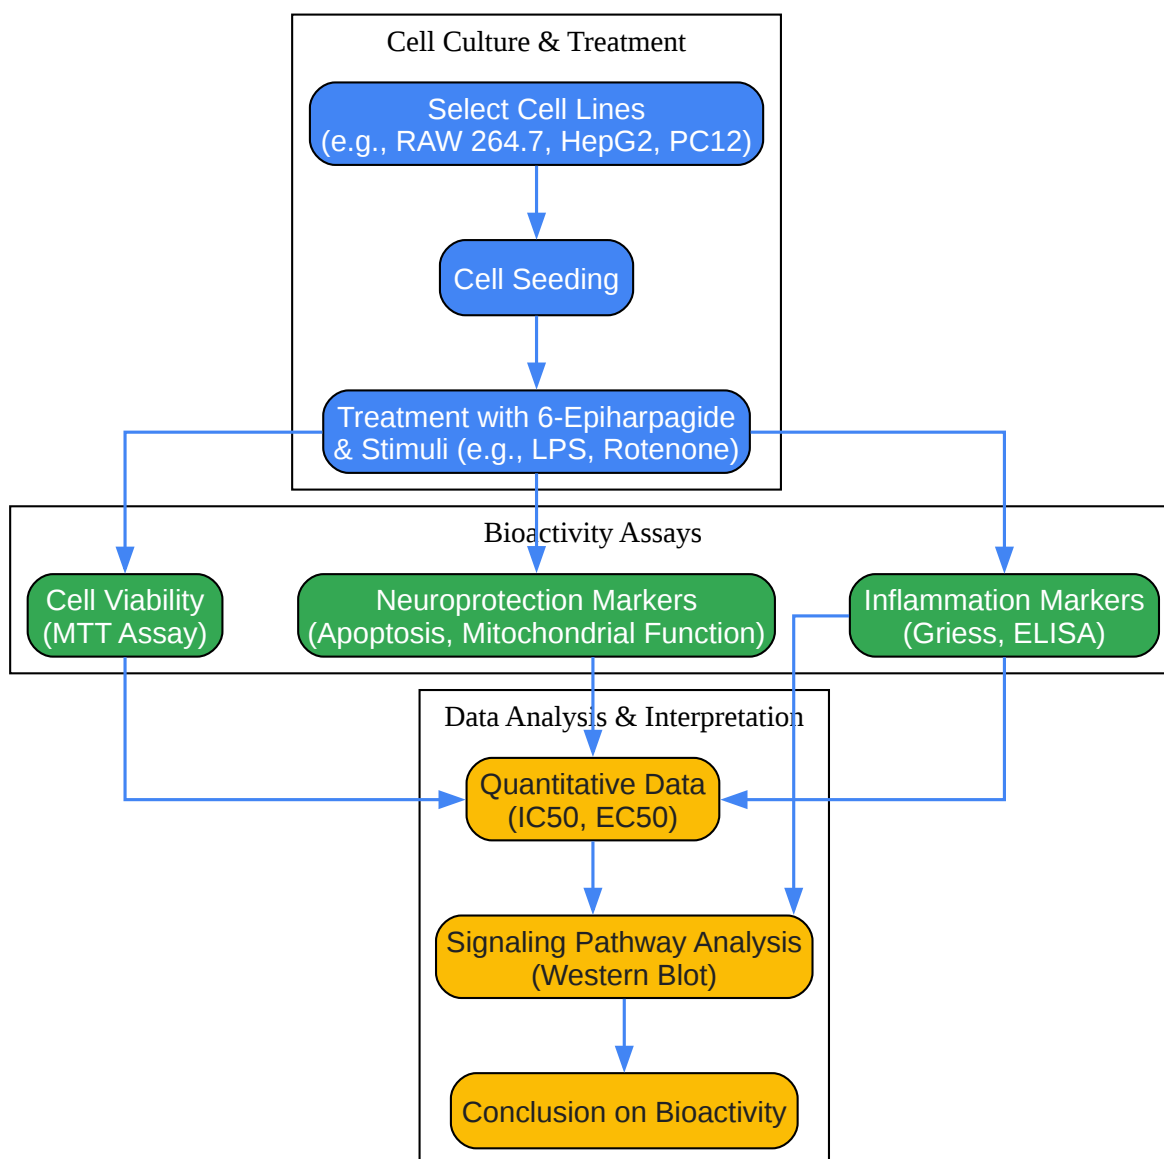 Cell Culture & Treatment
Select Cell Lines
(e.g., RAW 264.7, HepG2, PC12)
Cell Seeding
Treatment with 6-Epiharpagide
& Stimuli (e.g., LPS, Rotenone)
Bioactivity Assays
Cell Viability
(MTT Assay)
Neuroprotection Markers
(Apoptosis, Mitochondrial Function)
Inflammation Markers
(Griess, ELISA)
Data Analysis & Interpretation
Quantitative Data
(IC50, EC50)
Signaling Pathway Analysis
(Western Blot)
Conclusion on Bioactivity